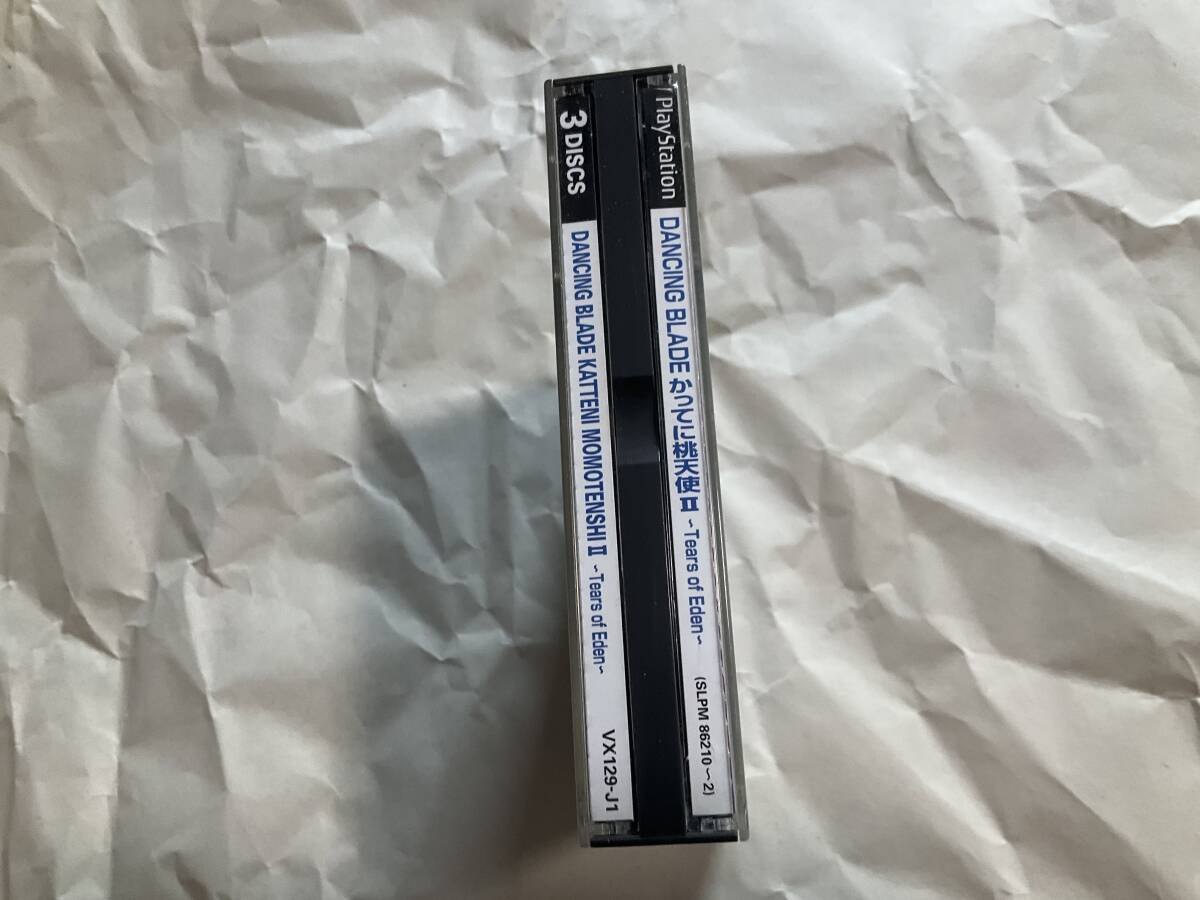 PlayStation
DANCING BLADE かってに桃天使II ~Tears of Eden~
(SLPM 86210~2)
3 DISCS
DANCING BLADE KATTENI MOMOTENSHI II ~Tears of Eden~
VX129-J1